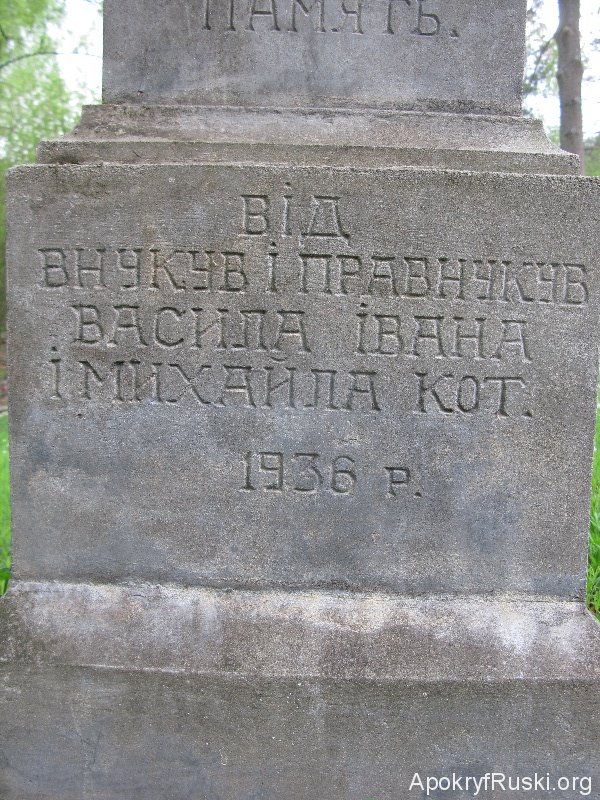 ПАМЯТЬ.
ВІД
ВНУКУВ І ПРАВНУКУВ
ВАСИЛА ІВАНА
І МИХАЙЛА КОТ.
1936 Р.
ApokryfRuski.org